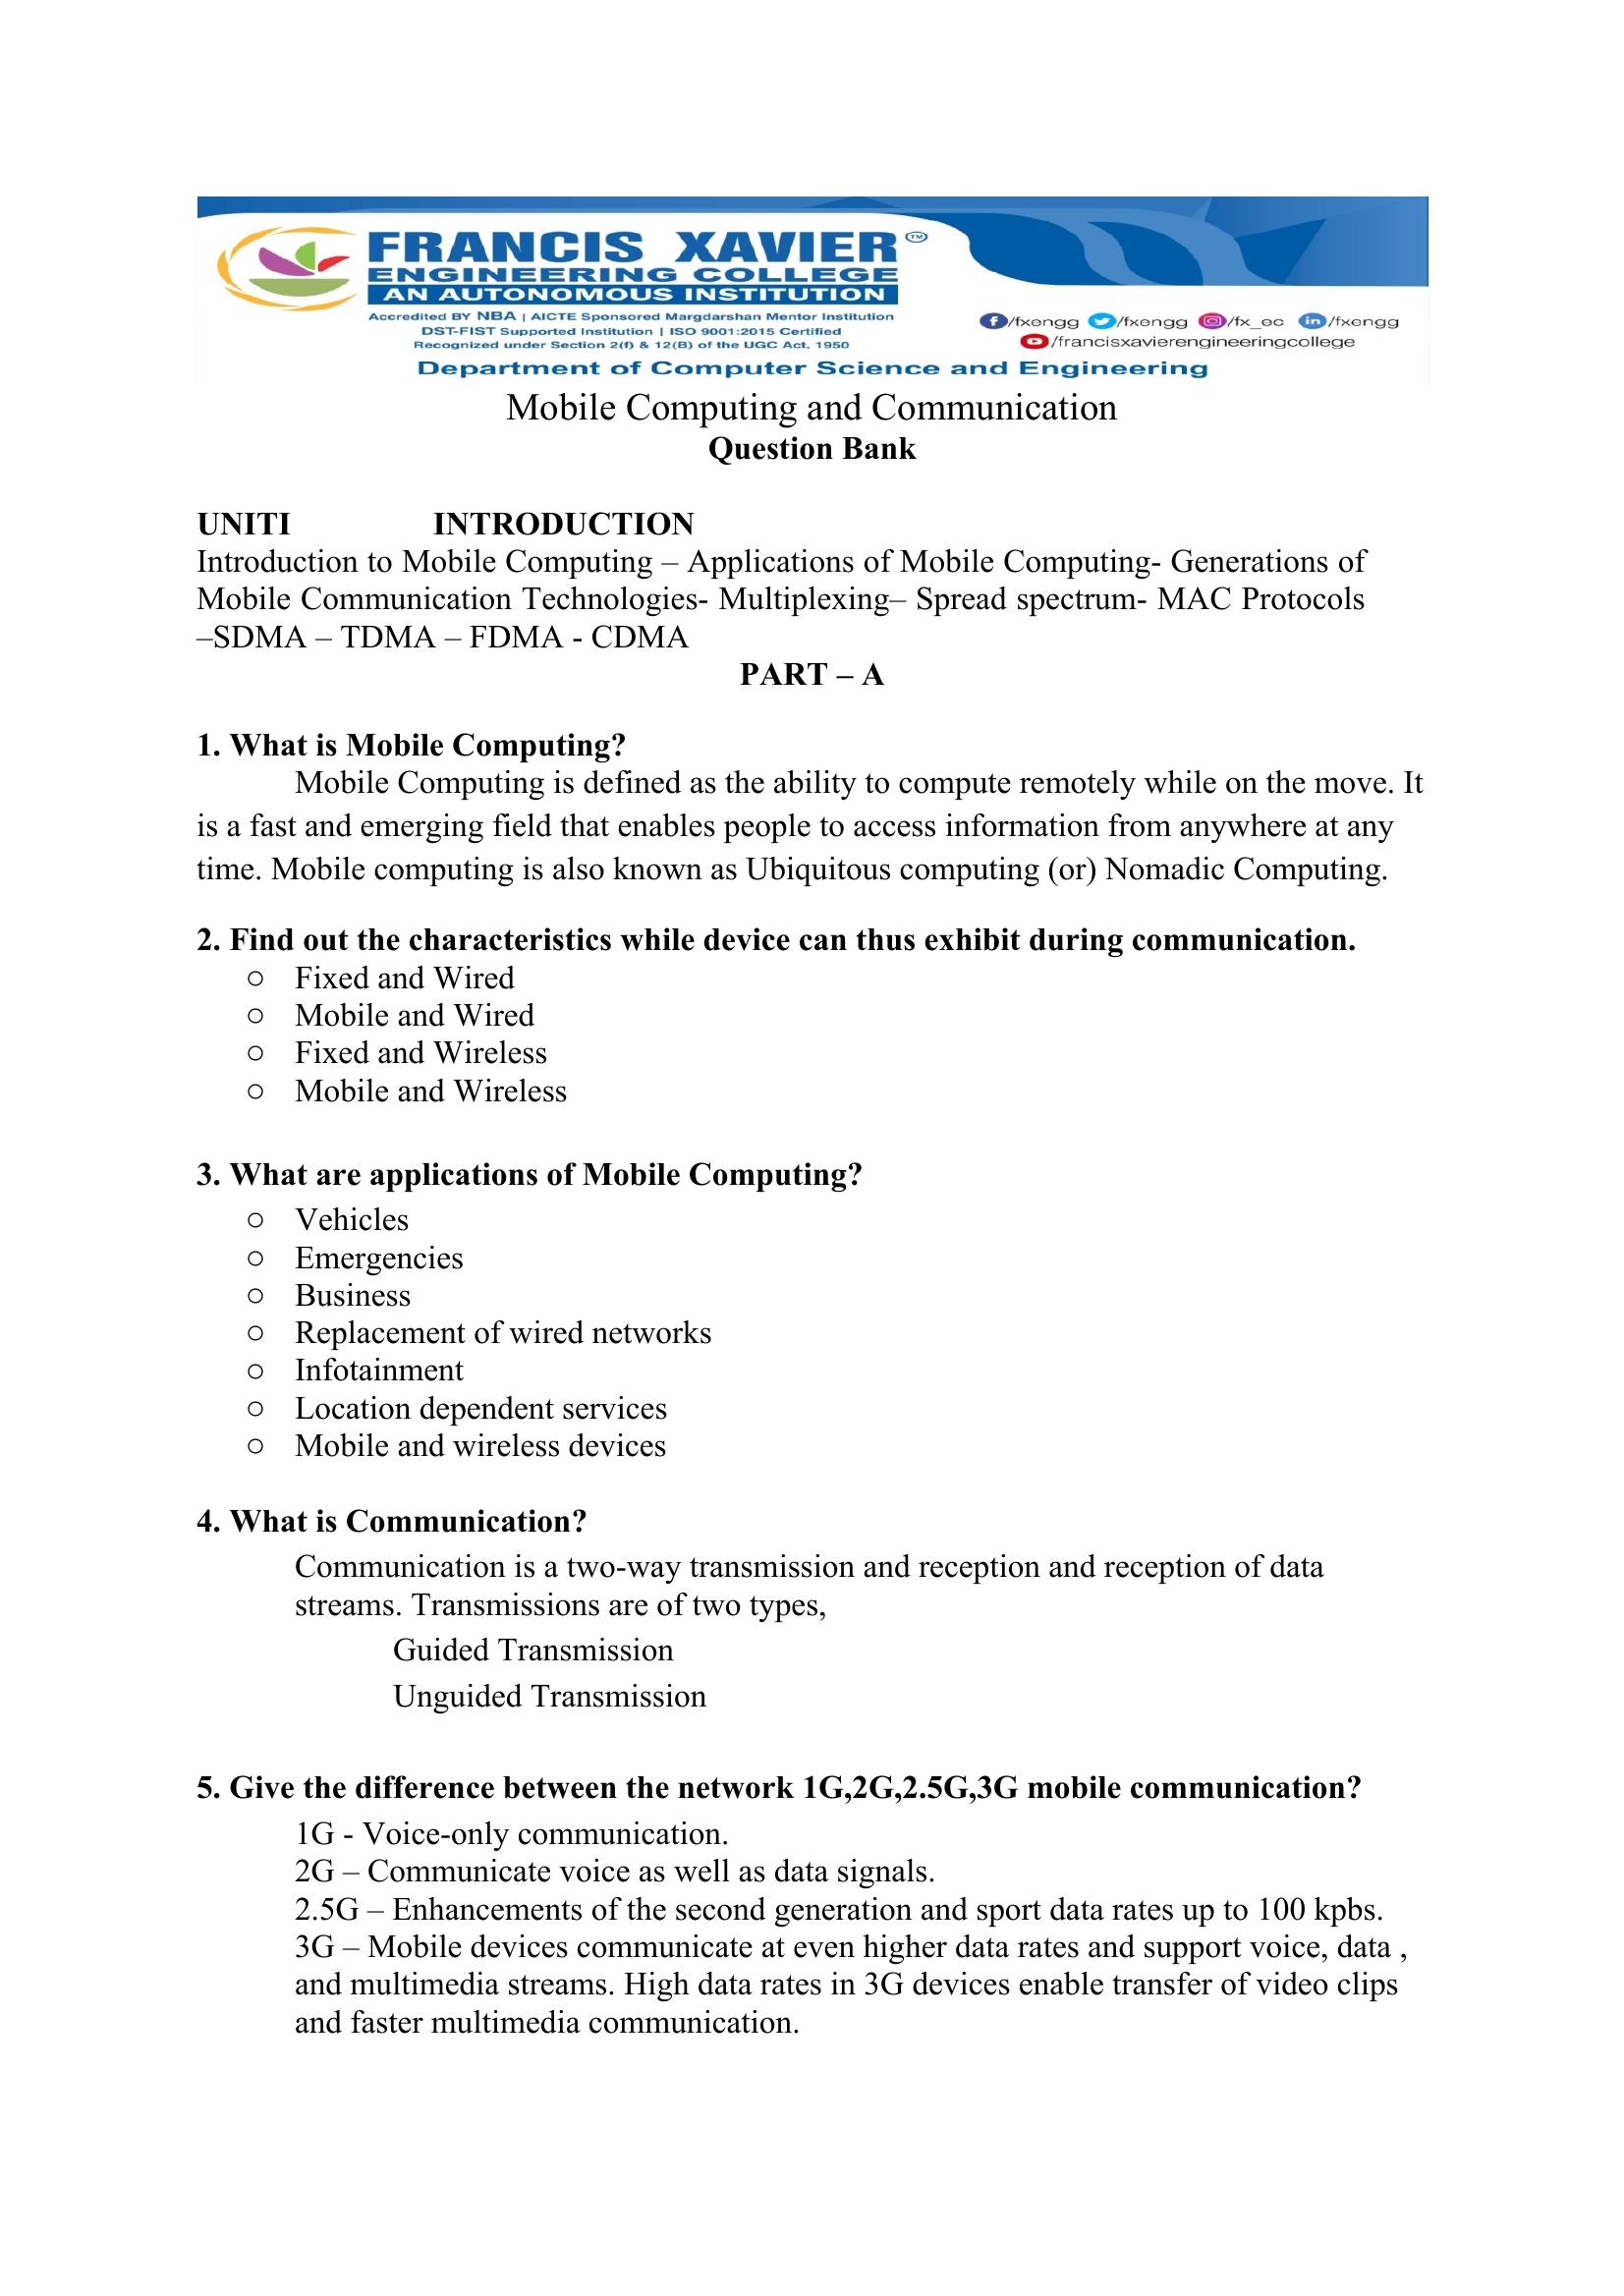 FRANCIS XAVIER ™
ENGINEERING COLLEGE
AN AUTONOMOUS INSTITUTION
Accredited BY NBA | AICTE Sponsored Margdarshan Mentor Institution
DST-FIST Supported Institution | ISO 9001:2015 Certified
Recognized under Section 2(f) & 12(B) of the UGC Act, 1950
/fxengg /fxengg /fx_ec /fxengg
/francisxavierengineeringcollege
Department of Computer Science and Engineering
Mobile Computing and Communication
Question Bank
UNITI INTRODUCTION
Introduction to Mobile Computing – Applications of Mobile Computing- Generations of
Mobile Communication Technologies- Multiplexing– Spread spectrum- MAC Protocols
–SDMA – TDMA – FDMA - CDMA
PART – A
1. What is Mobile Computing?
Mobile Computing is defined as the ability to compute remotely while on the move. It
is a fast and emerging field that enables people to access information from anywhere at any
time. Mobile computing is also known as Ubiquitous computing (or) Nomadic Computing.
2. Find out the characteristics while device can thus exhibit during communication.
○ Fixed and Wired
○ Mobile and Wired
○ Fixed and Wireless
○ Mobile and Wireless
3. What are applications of Mobile Computing?
○ Vehicles
○ Emergencies
○ Business
○ Replacement of wired networks
○ Infotainment
○ Location dependent services
○ Mobile and wireless devices
4. What is Communication?
Communication is a two-way transmission and reception and reception of data
streams. Transmissions are of two types,
Guided Transmission
Unguided Transmission
5. Give the difference between the network 1G,2G,2.5G,3G mobile communication?
1G - Voice-only communication.
2G – Communicate voice as well as data signals.
2.5G – Enhancements of the second generation and sport data rates up to 100 kpbs.
3G – Mobile devices communicate at even higher data rates and support voice, data ,
and multimedia streams. High data rates in 3G devices enable transfer of video clips
and faster multimedia communication.